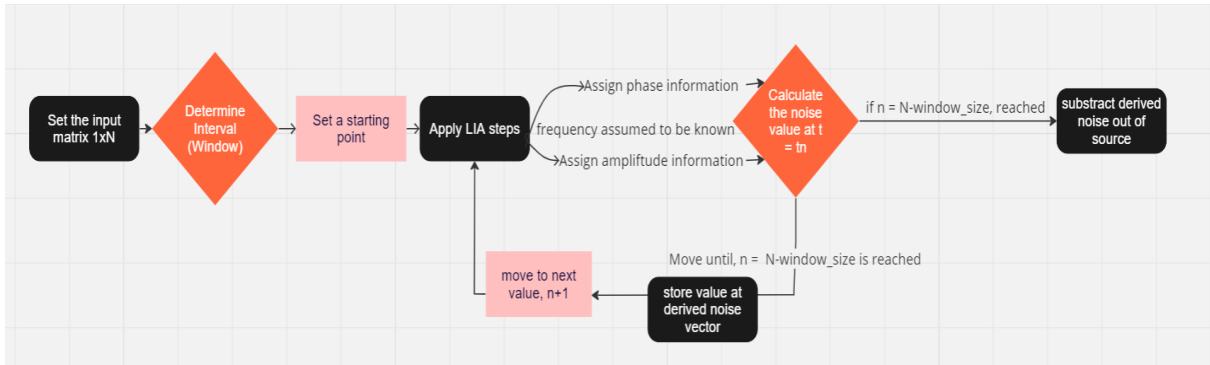 Set the input
matrix 1xN
Determine
Interval
(Window)
Set a starting
point
Apply LIA steps
Assign phase information
frequency assumed to be known
Assign ampliftude information
Calculate
the noise
value at t
= tn
if n = N-window_size, reached
substract derived
noise out of
source
Move until, n = N-window_size is reached
store value at
derived noise
vector
move to next
value, n+1